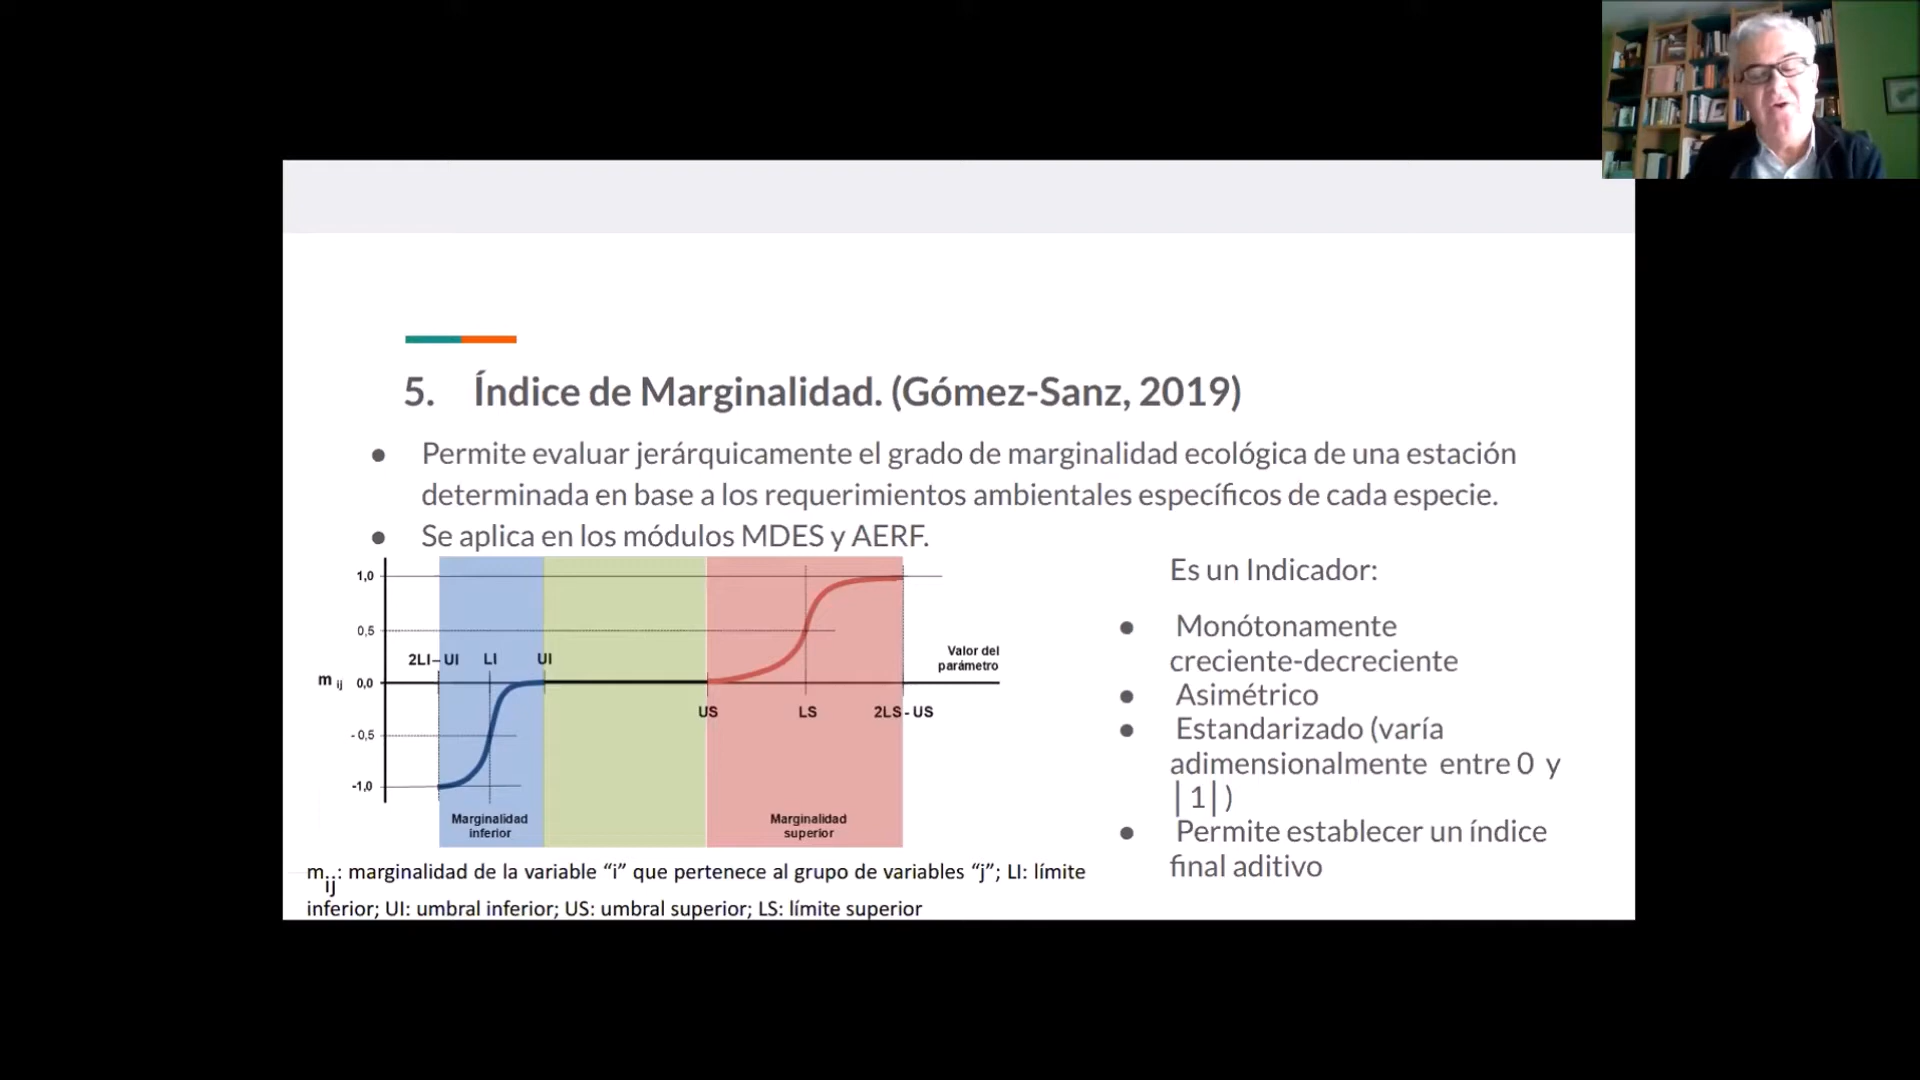 5. Índice de Marginalidad. (Gómez-Sanz, 2019)
● Permite evaluar jerárquicamente el grado de marginalidad ecológica de una estación
determinada en base a los requerimientos ambientales específicos de cada especie.
● Se aplica en los módulos MDES y AERF.
1,0
0,5
2LI-UI LI UI
Valor del
parámetro
m ij 0,0
US LS 2LS-US
-0,5
-1,0
Marginalidad
inferior
Marginalidad
superior
m ij: marginalidad de la variable “i” que pertenece al grupo de variables “j”; LI: límite
inferior; UI: umbral inferior; US: umbral superior; LS: límite superior
Es un Indicador:
● Monótonamente
creciente-decreciente
● Asimétrico
● Estandarizado (varía
adimensionalmente entre 0 y
│1│)
● Permite establecer un índice
final aditivo